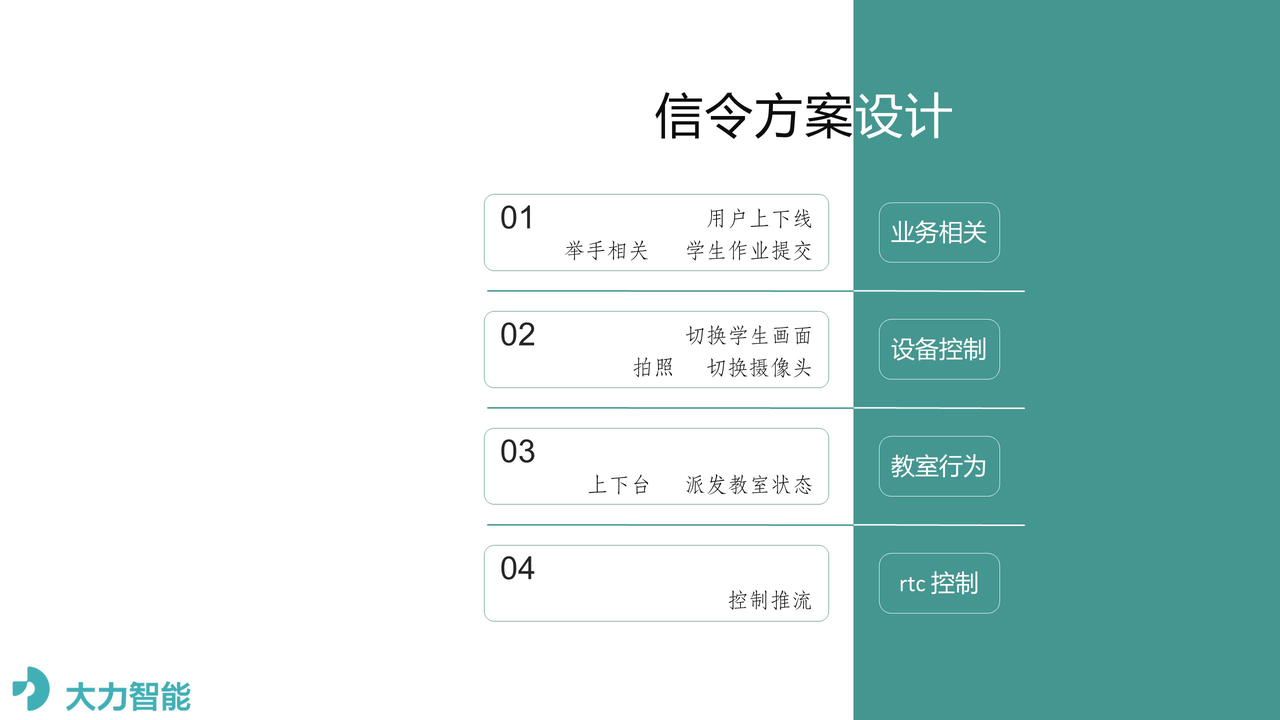 信令方案设计
01
用户上下线
举手相关 学生作业提交
业务相关
02
切换学生画面
拍照 切换摄像头
设备控制
03
上下台 派发教室状态
教室行为
04
控制推流
rtc 控制
大力智能